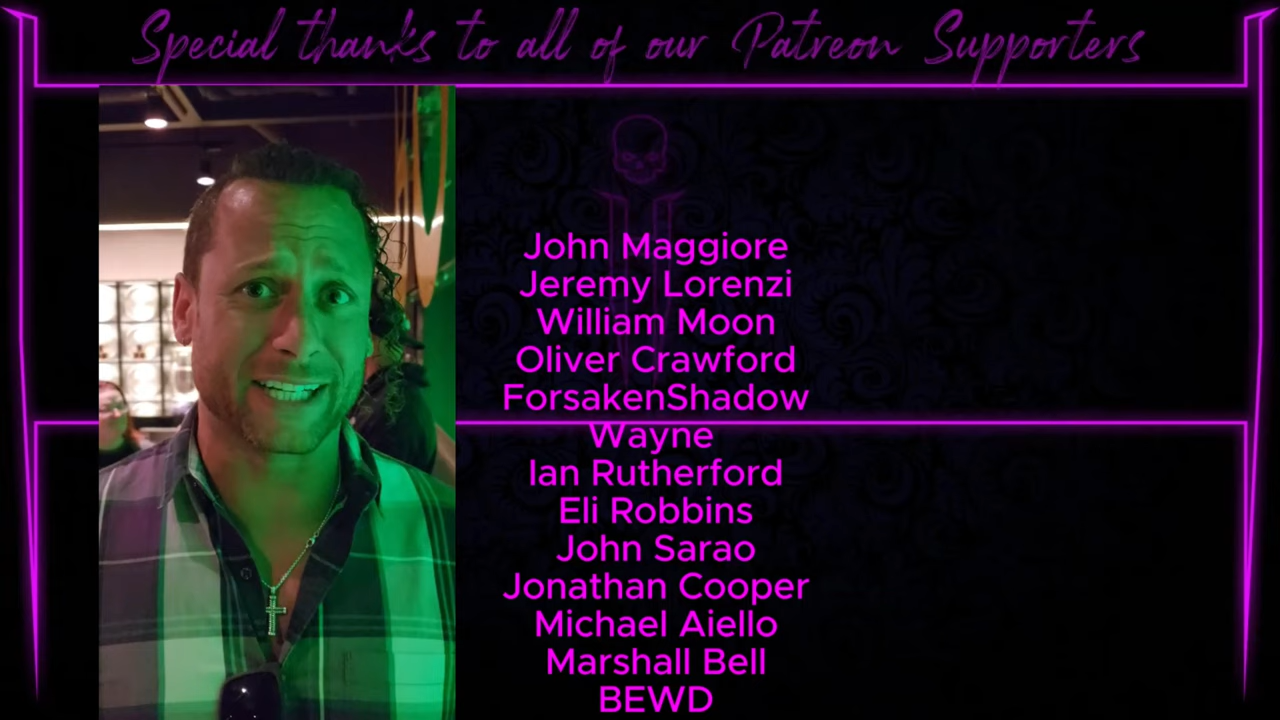 Special thanks to all of our Patreon Supporters
John Maggiore
Jeremy Lorenzi
William Moon
Oliver Crawford
ForsakenShadow
Wayne
Ian Rutherford
Eli Robbins
John Sarao
Jonathan Cooper
Michael Aiello
Marshall Bell
BEWD